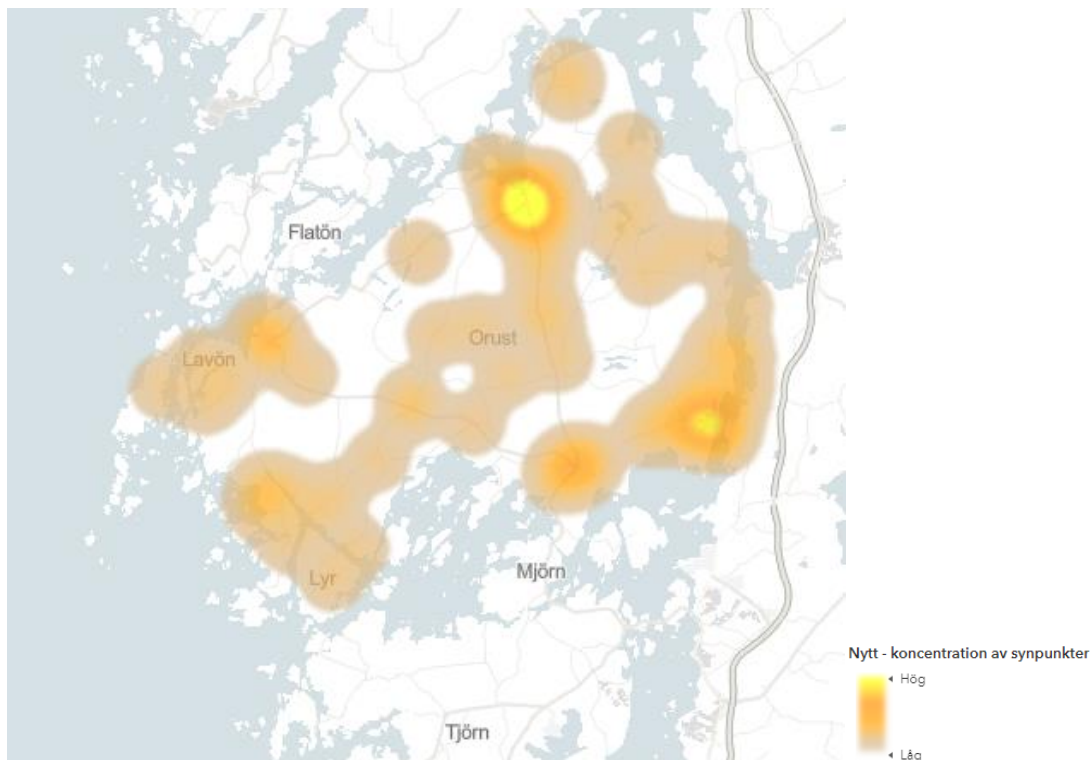 Flatön
Orust
Lavön
Mjörn
Lyr
Tjörn
Nytt - koncentration av synpunkter
Hög
Låg